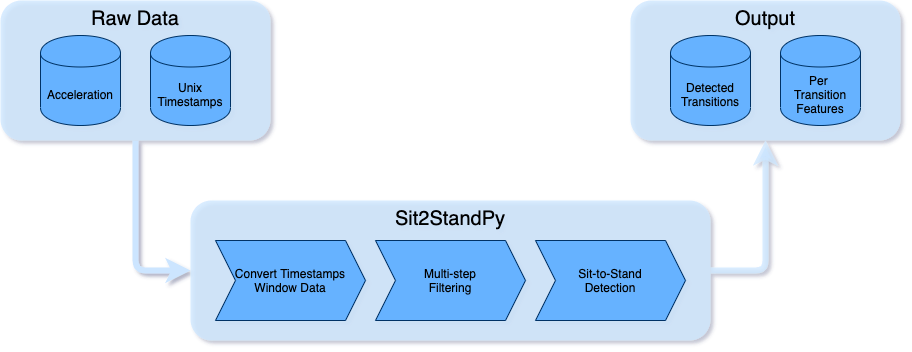 Raw Data
Acceleration
Unix
Timestamps
Output
Detected
Transitions
Per
Transition
Features
Sit2StandPy
Convert Timestamps
Window Data
Multi-step
Filtering
Sit-to-Stand
Detection